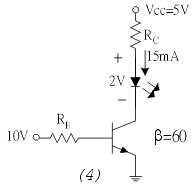 Vcc=5V
RC
+
15mA
2V
−
RB
10V
β=60
(4)